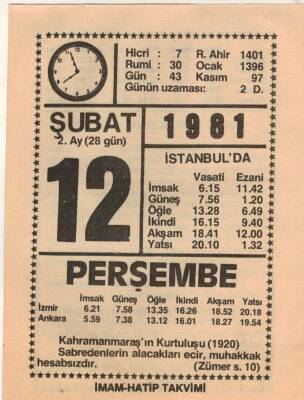 Hicri : 7 R. Ahir 1401
Rumi : 30 Ocak 1396
Gün : 43 Kasım 97
Günün uzaması: 2 D.
ŞUBAT
2. Ay (28 gün)
1981
12
İSTANBUL'DA
Vasati Ezani
İmsak 6.15 11.42
Güneş 7.56 1.20
Öğle 13.28 6.49
İkindi 16.15 9.40
Akşam 18.41 12.00
Yatsı 20.10 1.32
PERŞEMBE
İmsak Güneş Öğle İkindi Akşam Yatsı
İzmir 6.21 7.58 13.35 16.26 18.52 20.18
Ankara 5.59 7.38 13.12 16.01 18.27 19.54
Kahramanmaraş'ın Kurtuluşu (1920)
Sabredenlerin alacakları ecir, muhakkak
hesabsızdır. (Zümer s. 10)
İMAM-HATİP TAKVİMİ